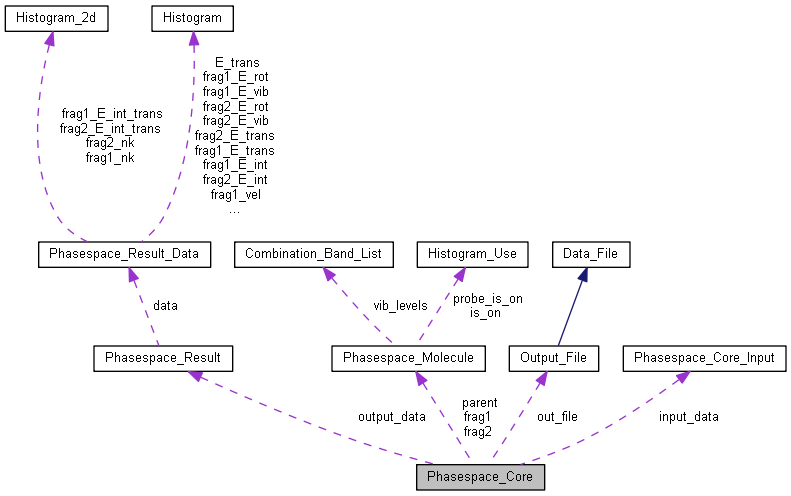 Histogram_2d
Histogram
E_trans
frag1_E_rot
frag1_E_vib
frag2_E_rot
frag2_E_vib
frag2_E_trans
frag1_E_trans
frag1_E_int
frag2_E_int
frag1_vel
...
frag1_E_int_trans
frag2_E_int_trans
frag2_nk
frag1_nk
Phasespace_Result_Data
Combination_Band_List
Histogram_Use
Data_File
data
vib_levels
probe_is_on
is_on
Phasespace_Result
Phasespace_Molecule
Output_File
Phasespace_Core_Input
output_data
parent
frag1
frag2
out_file
input_data
Phasespace_Core